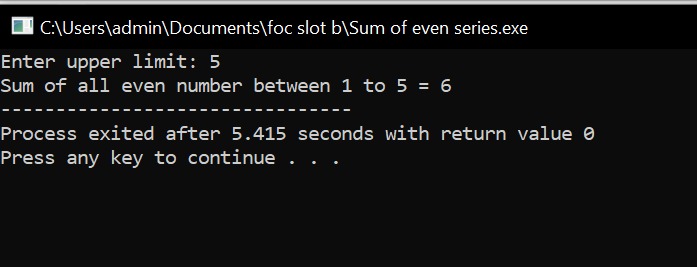 C:\Users\admin\Documents\foc slot b\Sum of even series.exe
Enter upper limit: 5
Sum of all even number between 1 to 5 = 6
--------------------------------
Process exited after 5.415 seconds with return value 0
Press any key to continue . . .